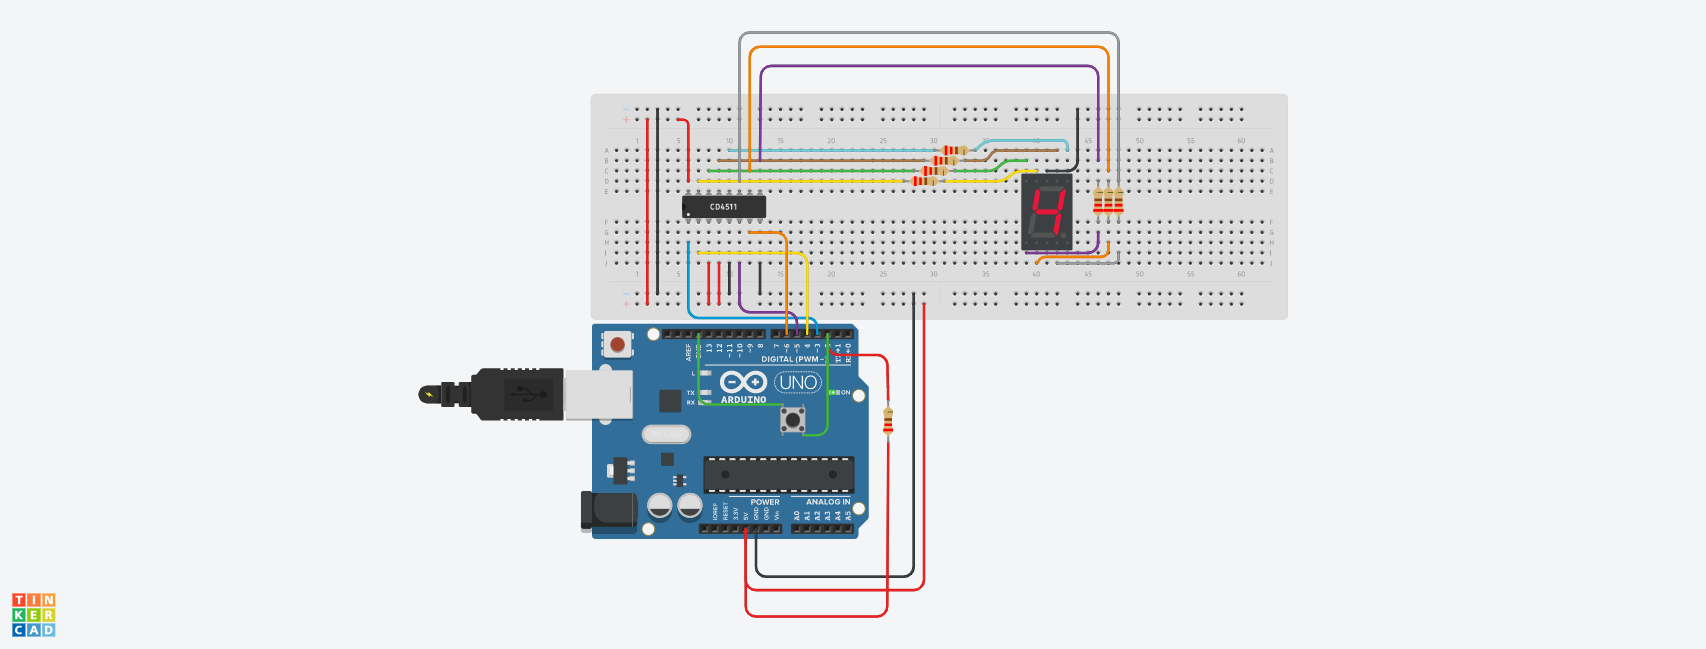 1 5 10 15 20 25 30 35 40 45 50 55 60
A A
B B
C C
D D
E E
CD4511
F F
G G
H H
I I
J J
1 5 10 15 20 25 30 35 40 45 50 55 60
AREF
GND
13
12
~11
~10
~9
8
7
~6
~5
4
~3
TX→1
RX←0
DIGITAL (PWM~)
L
TX
RX
ARDUINO
UNO
ON
POWER
ANALOG IN
IOREF
RESET
3.3V
5V
GND
GND
Vin
A0
A1
A2
A3
A4
A5
4
TIN
KER
CAD